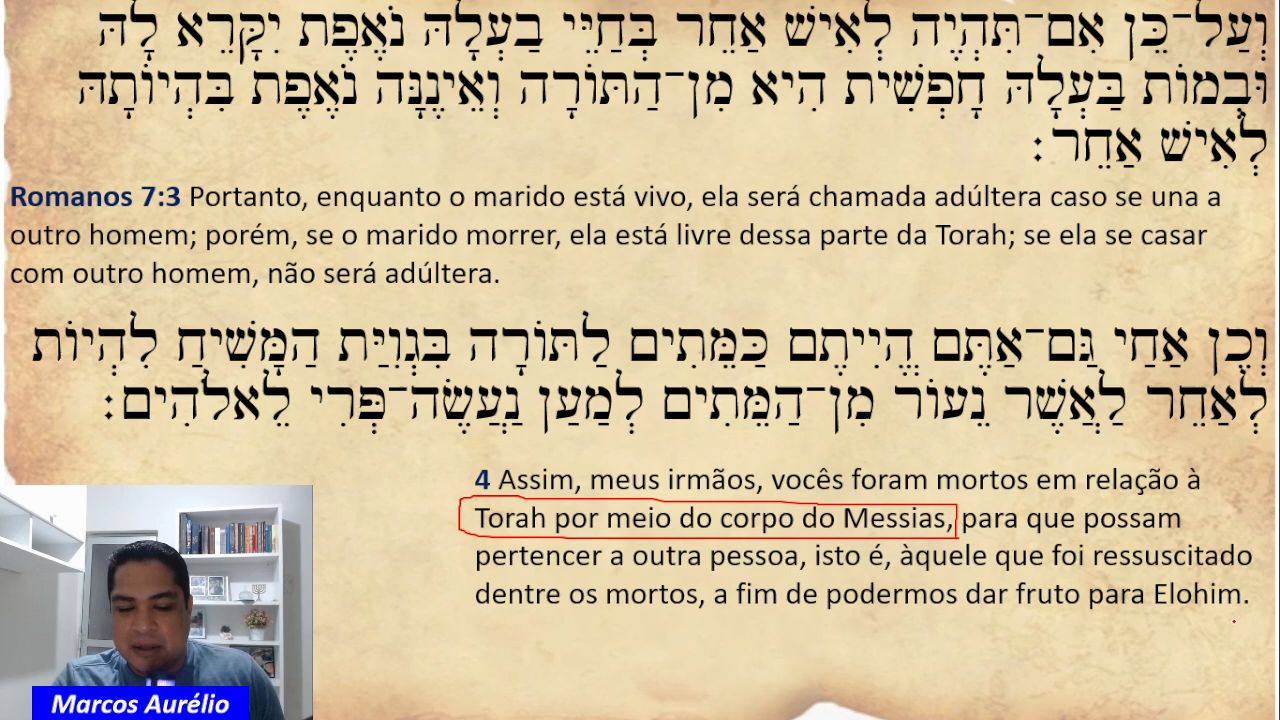 וְעַל־כֵּן אִם־תִּהְיֶה לְאִישׁ אַחֵר בְּחַיֵּי בַעְלָהּ נֹאֶפֶת יִקָּרֵא לָהּ
וּבְמוֹת בַּעְלָהּ חָפְשִׁית הִיא מִן־הַתּוֹרָה וְאֵינֶנָּה נֹאֶפֶת בִּהְיוֹתָהּ
לְאִישׁ אַחֵר׃
Romanos 7:3 Portanto, enquanto o marido está vivo, ela será chamada adúltera caso se una a
outro homem; porém, se o marido morrer, ela está livre dessa parte da Torah; se ela se casar
com outro homem, não será adúltera.
וְכֵן אַחַי גַּם־אַתֶּם הֱיִיתֶם כַּמֵּתִים לַתּוֹרָה בִּגְוִיַּת הַמָּשִׁיחַ לִהְיוֹת
לְאַחֵר לַאֲשֶׁר נֵעוֹר מִן־הַמֵּתִים לְמַעַן נַעֲשֶׂה־פְּרִי לֵאלֹהִים׃
4 Assim, meus irmãos, vocês foram mortos em relação à
Torah por meio do corpo do Messias, para que possam
pertencer a outra pessoa, isto é, àquele que foi ressuscitado
dentre os mortos, a fim de podermos dar fruto para Elohim.
Marcos Aurélio